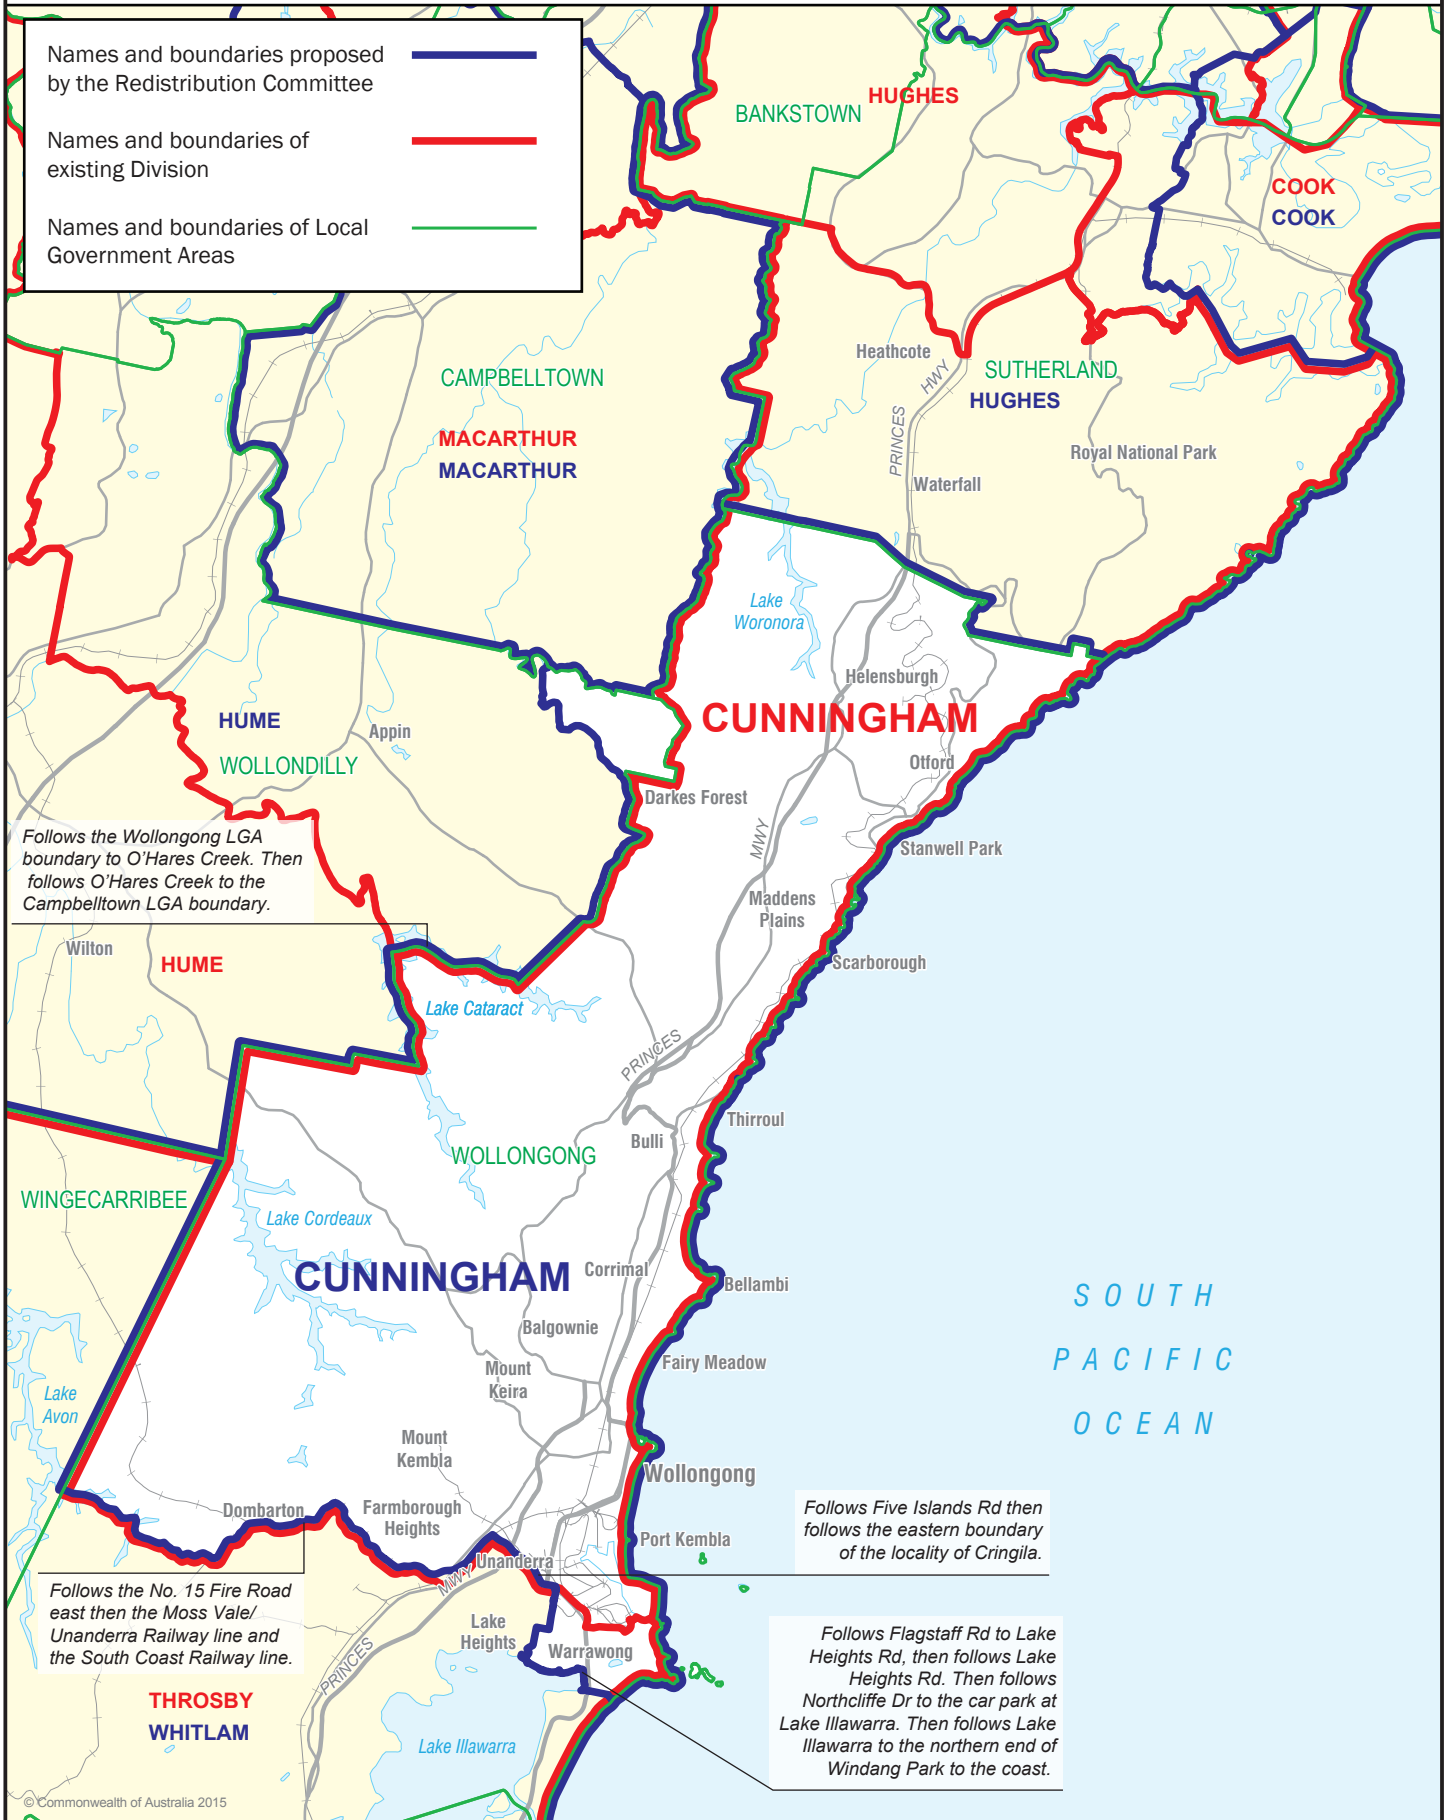 Names and boundaries proposed
by the Redistribution Committee
Names and boundaries of
existing Division
Names and boundaries of Local
Government Areas
BANKSTOWN
HUGHES
COOK
COOK
CAMPBELLTOWN
MACARTHUR
MACARTHUR
Heathcote
HWY
PRINCES
SUTHERLAND
HUGHES
Royal National Park
Waterfall
Lake
Woronora
Helensburgh
CUNNINGHAM
Otford
HUME
Appin
WOLLONDILLY
Darkes Forest
MWY
Stanwell Park
Follows the Wollongong LGA
boundary to O'Hares Creek. Then
follows O'Hares Creek to the
Campbelltown LGA boundary.
Maddens
Plains
Wilton
HUME
Scarborough
Lake Cataract
PRINCES
Thirroul
Bulli
WOLLONGONG
WINGECARRIBEE
Lake Cordeaux
CUNNINGHAM
Corrimal
Bellambi
SOUTH
PACIFIC
OCEAN
Balgownie
Fairy Meadow
Mount
Keira
Lake
Avon
Mount
Kembla
Wollongong
Dombarton
Farmborough
Heights
Follows Five Islands Rd then
follows the eastern boundary
of the locality of Cringila.
Port Kembla
Unanderra
MWY
Follows the No. 15 Fire Road
east then the Moss Vale/
Unanderra Railway line and
the South Coast Railway line.
Lake
Heights
Warrawong
PRINCES
Follows Flagstaff Rd to Lake
Heights Rd, then follows Lake
Heights Rd. Then follows
Northcliffe Dr to the car park at
Lake Illawarra. Then follows Lake
Illawarra to the northern end of
Windang Park to the coast.
THROSBY
WHITLAM
Lake Illawarra
© Commonwealth of Australia 2015